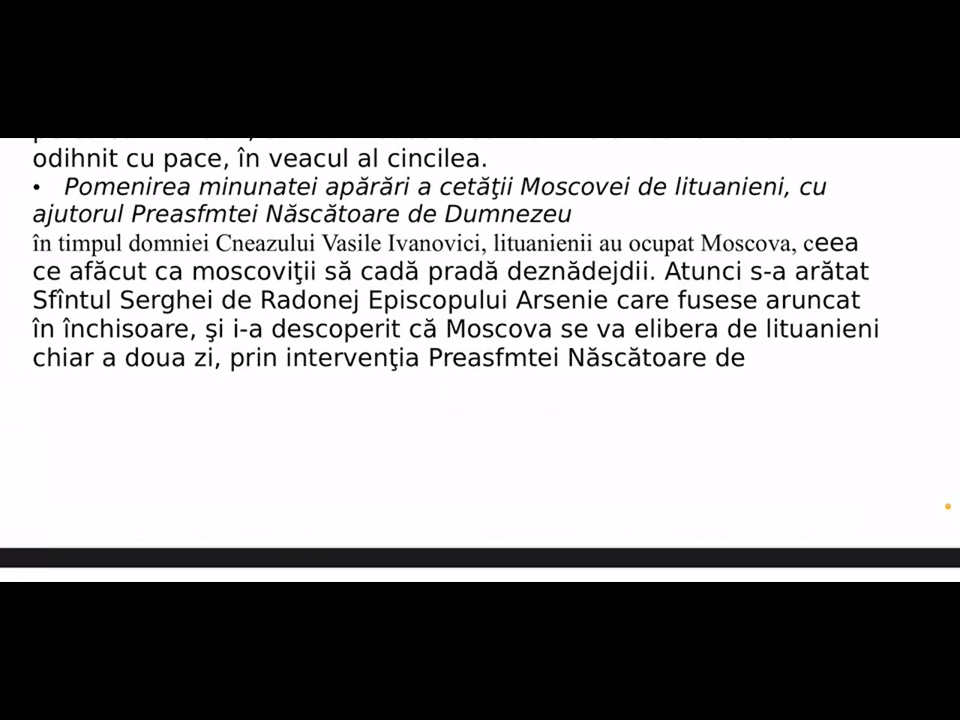 odihnit cu pace, în veacul al cincilea.
• Pomenirea minunatei apărări a cetăţii Moscovei de lituanieni, cu
ajutorul Preasfmtei Născătoare de Dumnezeu
în timpul domniei Cneazului Vasile Ivanovici, lituanienii au ocupat Moscova, ceea
ce afăcut ca moscoviţii să cadă pradă deznădejdii. Atunci s-a arătat
Sfîntul Serghei de Radonej Episcopului Arsenie care fusese aruncat
în închisoare, şi i-a descoperit că Moscova se va elibera de lituanieni
chiar a doua zi, prin intervenţia Preasfmtei Născătoare de